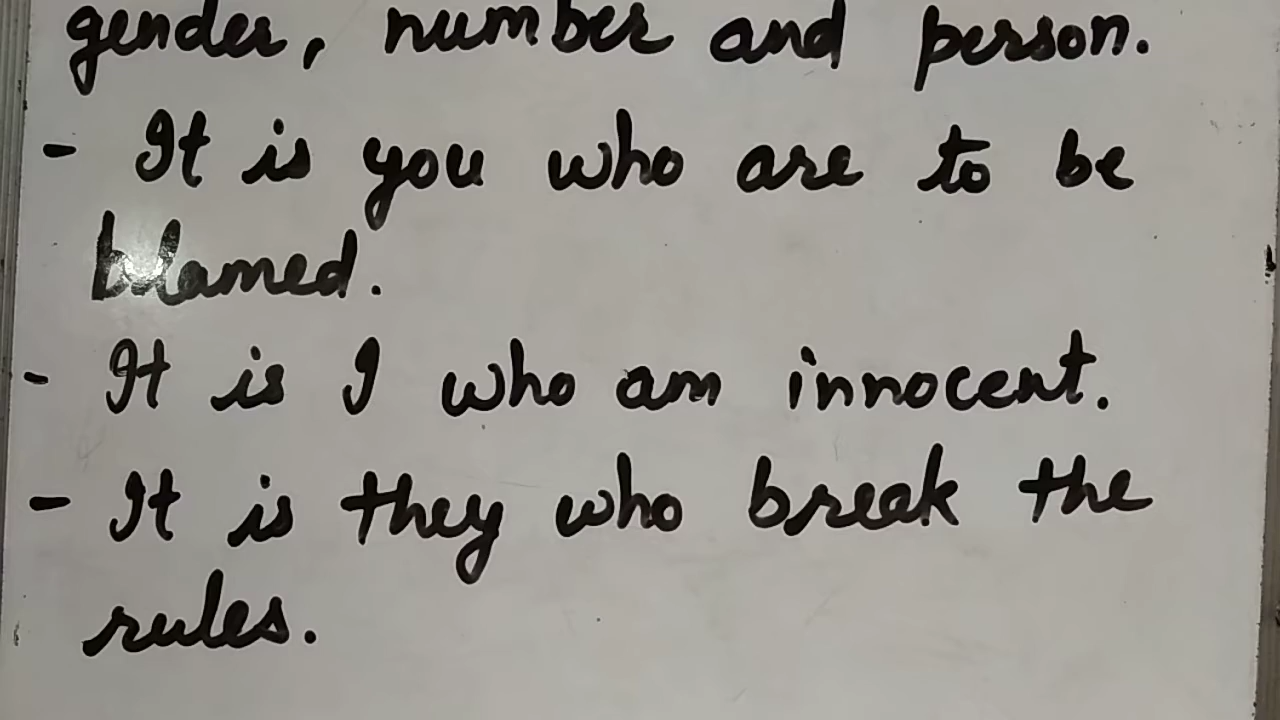 gender, number and person.
- It is you who are to be
blamed.
- It is I who am innocent.
- It is they who break the
rules.